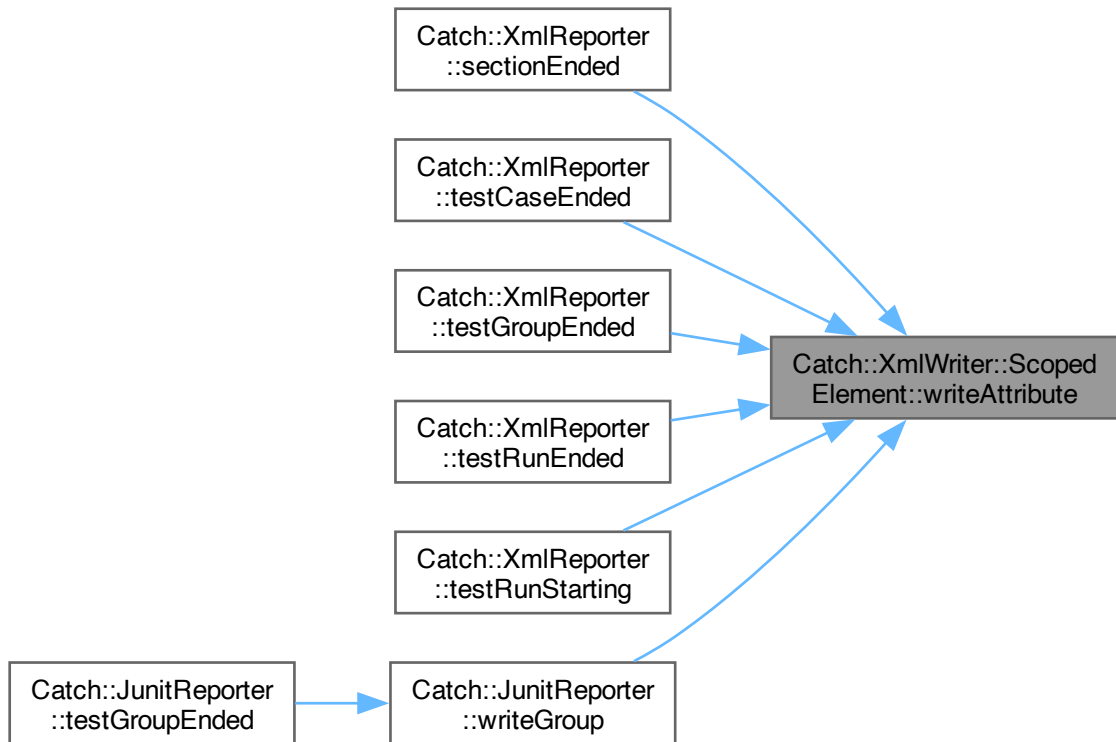 Catch::XmlReporter
::sectionEnded
Catch::XmlReporter
::testCaseEnded
Catch::XmlReporter
::testGroupEnded
Catch::XmlWriter::Scoped
Element::writeAttribute
Catch::XmlReporter
::testRunEnded
Catch::XmlReporter
::testRunStarting
Catch::JunitReporter
::testGroupEnded
Catch::JunitReporter
::writeGroup